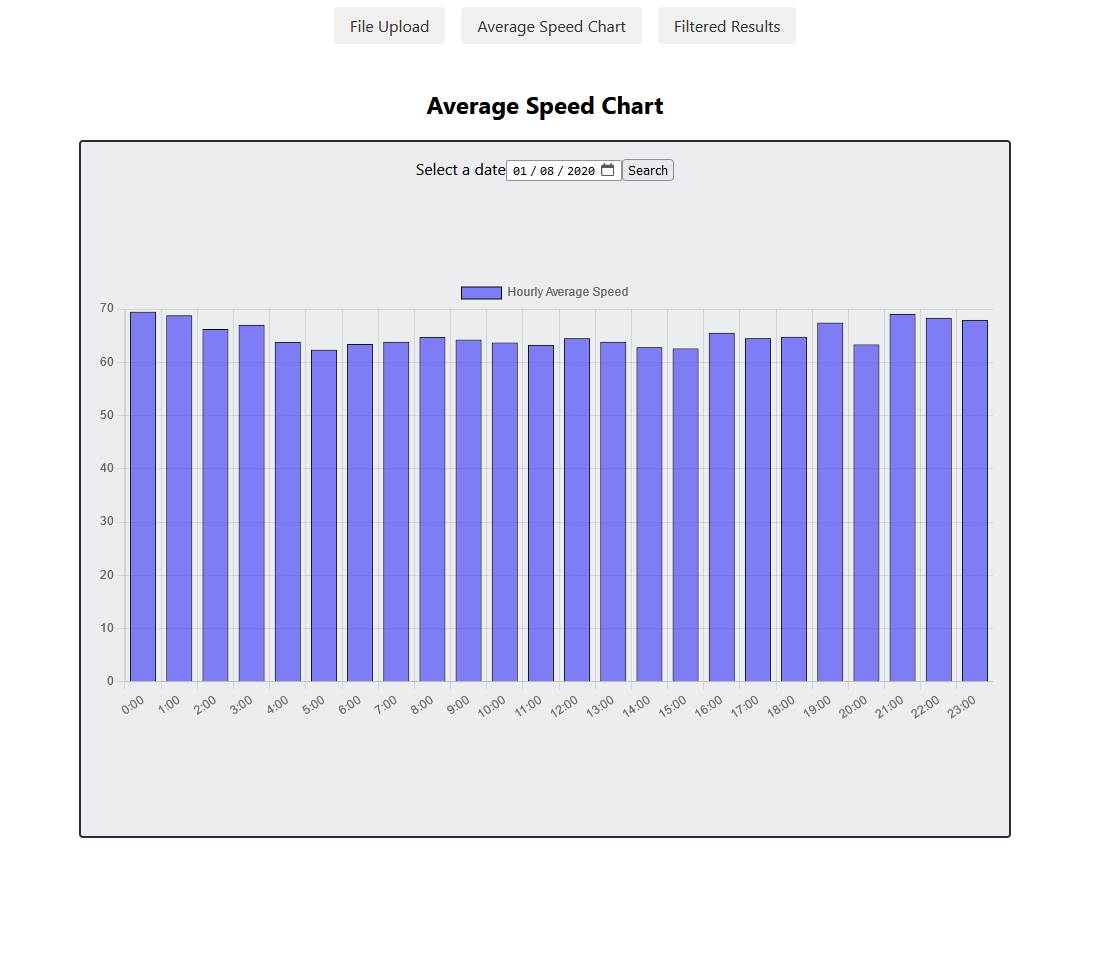 File Upload Average Speed Chart Filtered Results
Average Speed Chart
Select a date 01 / 08 / 2020 Search
Hourly Average Speed
70
60
50
40
30
20
10
0
0:00 1:00 2:00 3:00 4:00 5:00 6:00 7:00 8:00 9:00 10:00 11:00 12:00 13:00 14:00 15:00 16:00 17:00 18:00 19:00 20:00 21:00 22:00 23:00